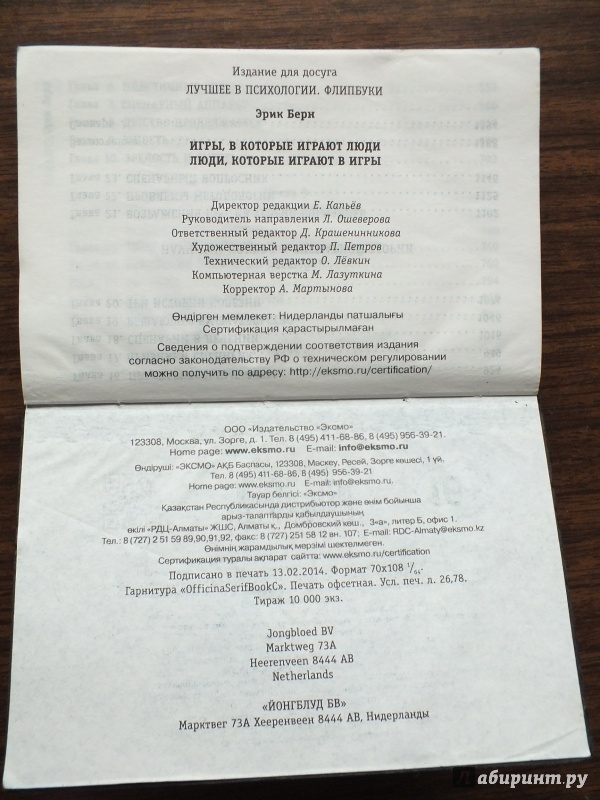 Издание для досуга
ЛУЧШЕЕ В ПСИХОЛОГИИ. ФЛИПБУКИ
Эрик Берн
ИГРЫ, В КОТОРЫЕ ИГРАЮТ ЛЮДИ
ЛЮДИ, КОТОРЫЕ ИГРАЮТ В ИГРЫ
Директор редакции Е. Капьёв
Руководитель направления Л. Ошеверова
Ответственный редактор Д. Крашенинникова
Художественный редактор П. Петров
Технический редактор О. Лёвкин
Компьютерная верстка М. Лазуткина
Корректор А. Мартынова
Өндірген мемлекет: Нидерланды патшалығы
Сертификация қарастырылмаған
Сведения о подтверждении соответствия издания
согласно законодательству РФ о техническом регулировании
можно получить по адресу: http://eksmo.ru/certification/
ООО «Издательство «Эксмо»
123308, Москва, ул. Зорге, д. 1. Тел. 8 (495) 411-68-86, 8 (495) 956-39-21.
Home page: www.eksmo.ru E-mail: info@eksmo.ru
Өндіруші: «ЭКСМО» АҚБ Баспасы, 123308, Мәскеу, Ресей, Зорге көшесі, 1 үй.
Тел. 8 (495) 411-68-86, 8 (495) 956-39-21
Home page: www.eksmo.ru E-mail: info@eksmo.ru.
Тауар белгісі: «Эксмо»
Қазақстан Республикасында дистрибьютор және өнім бойынша
арыз-талаптарды қабылдаушының
өкілі «РДЦ-Алматы» ЖШС, Алматы қ., Домбровский көш., 3«а», литер Б, офис 1.
Тел.: 8 (727) 2 51 59 89,90,91,92, факс: 8 (727) 251 58 12 вн. 107; E-mail: RDC-Almaty@eksmo.kz
Өнімнің жарамдылық мерзімі шектелмеген.
Сертификация туралы ақпарат сайтта: www.eksmo.ru/certification
Подписано в печать 13.02.2014. Формат 70x108 1/64.
Гарнитура «OfficinaSerifBookC». Печать офсетная. Усл. печ. л. 26,78.
Тираж 10 000 экз.
Jongbloed BV
Marktweg 73A
Heerenveen 8444 AB
Netherlands
«ЙОНГБЛУД БВ»
Марктвег 73А Хееренвеен 8444 АВ, Нидерланды
Лабиринт.ру